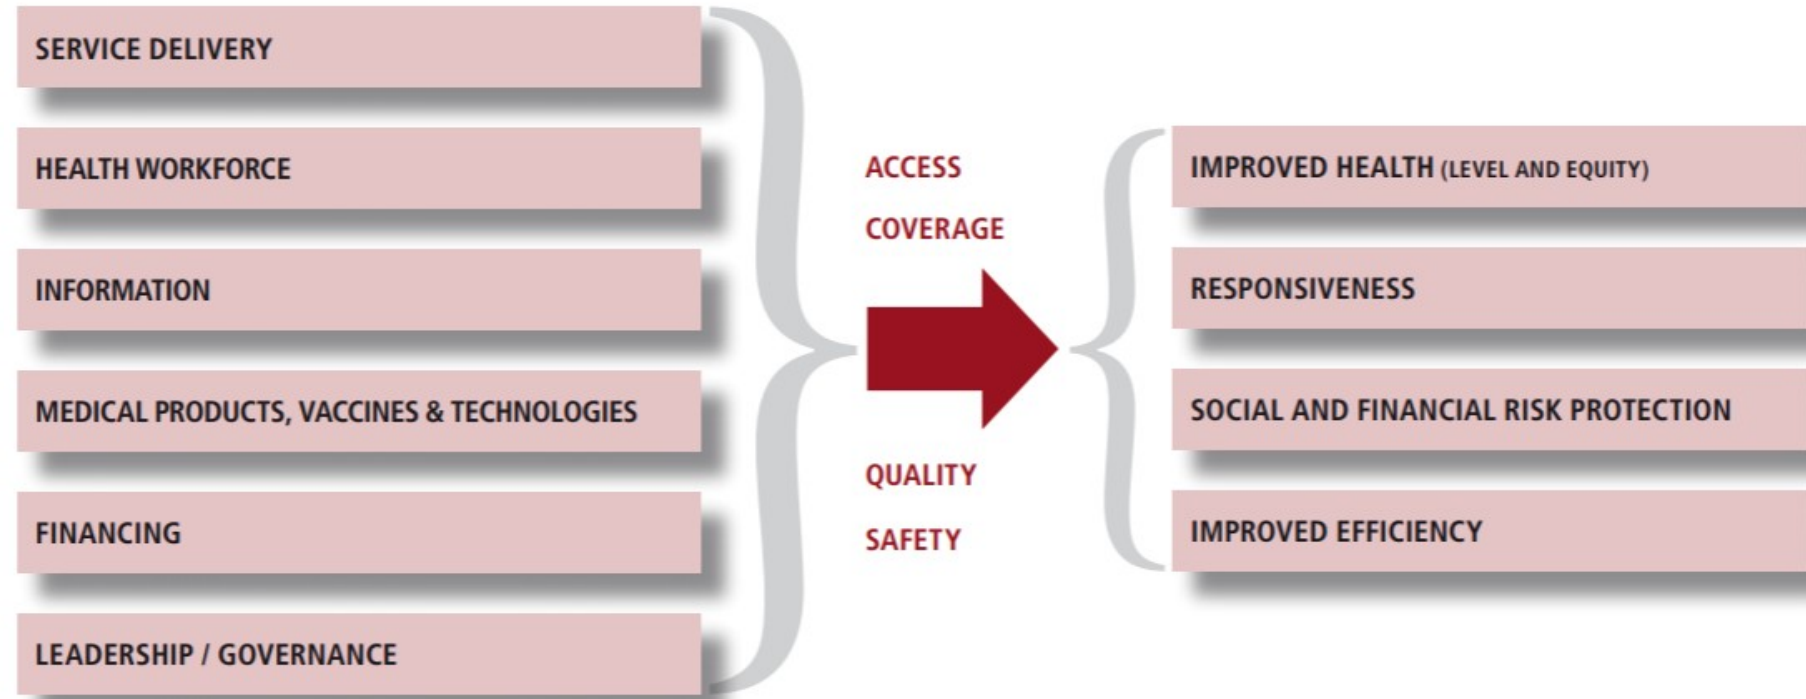 SERVICE DELIVERY
HEALTH WORKFORCE
INFORMATION
MEDICAL PRODUCTS, VACCINES & TECHNOLOGIES
FINANCING
LEADERSHIP / GOVERNANCE
ACCESS
COVERAGE
QUALITY
SAFETY
IMPROVED HEALTH (LEVEL AND EQUITY)
RESPONSIVENESS
SOCIAL AND FINANCIAL RISK PROTECTION
IMPROVED EFFICIENCY